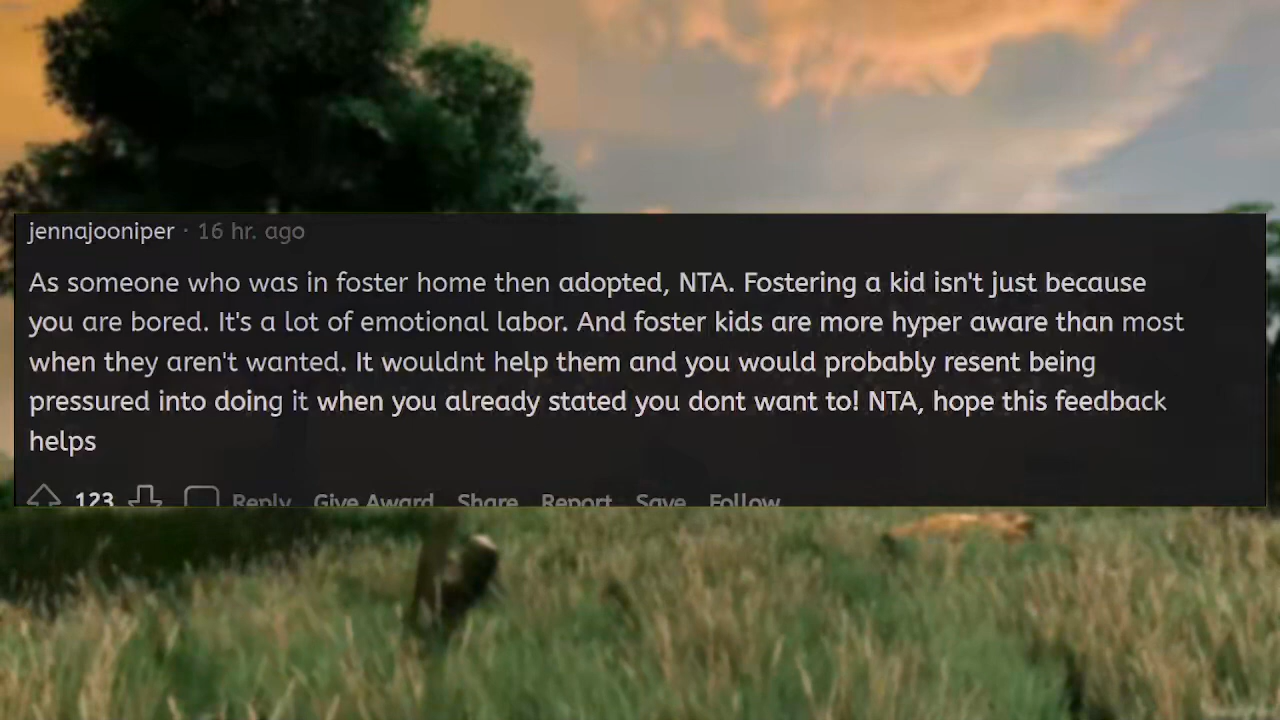 jennajooniper · 16 hr. ago
As someone who was in foster home then adopted, NTA. Fostering a kid isn't just because
you are bored. It's a lot of emotional labor. And foster kids are more hyper aware than most
when they aren't wanted. It wouldnt help them and you would probably resent being
pressured into doing it when you already stated you dont want to! NTA, hope this feedback
helps
123 Reply Give Award Share Report Save Follow